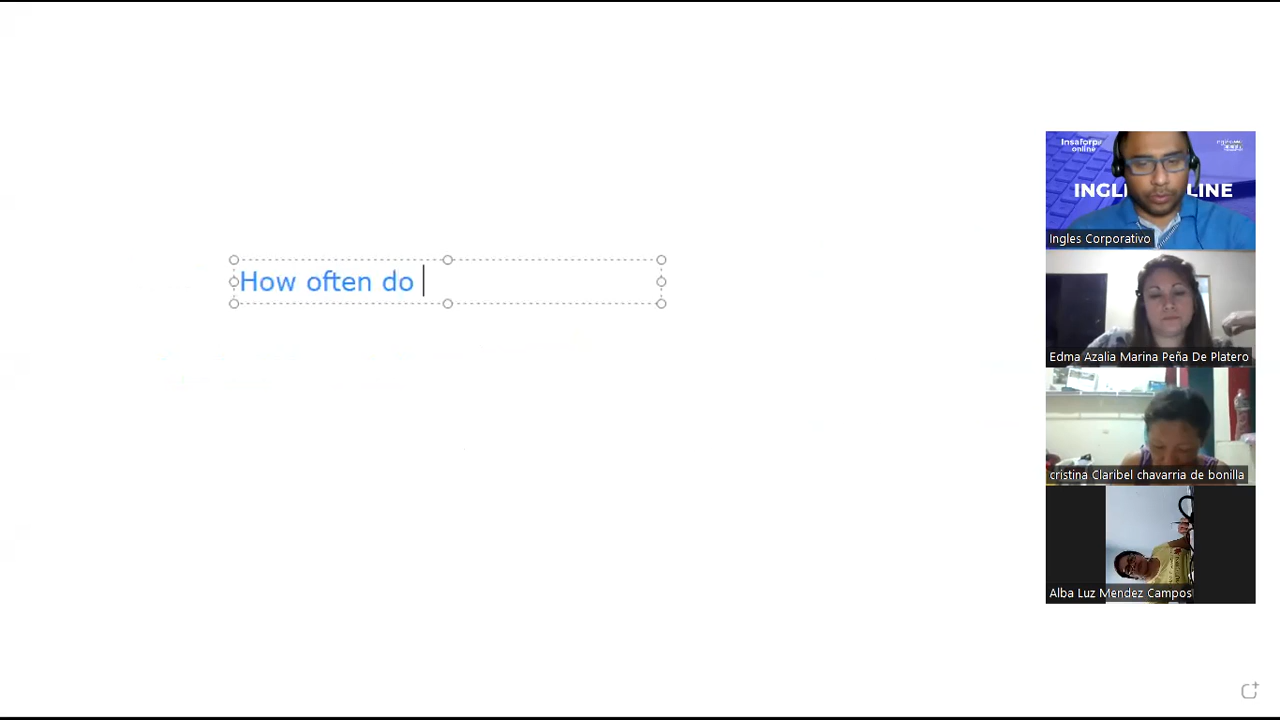 How often do
Insaforp
online
INGL LINE
Ingles Corporativo
Edma Azalia Marina Peña De Platero
cristina Claribel chavarria de bonilla
Alba Luz Mendez Campos